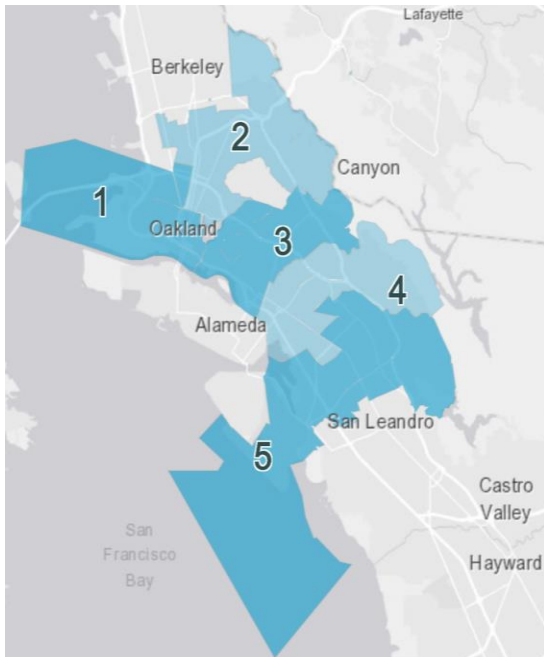 Lafayette
Berkeley
2
Canyon
1
Oakland
3
4
Alameda
San Leandro
5
Castro
Valley
San
Francisco
Bay
Hayward